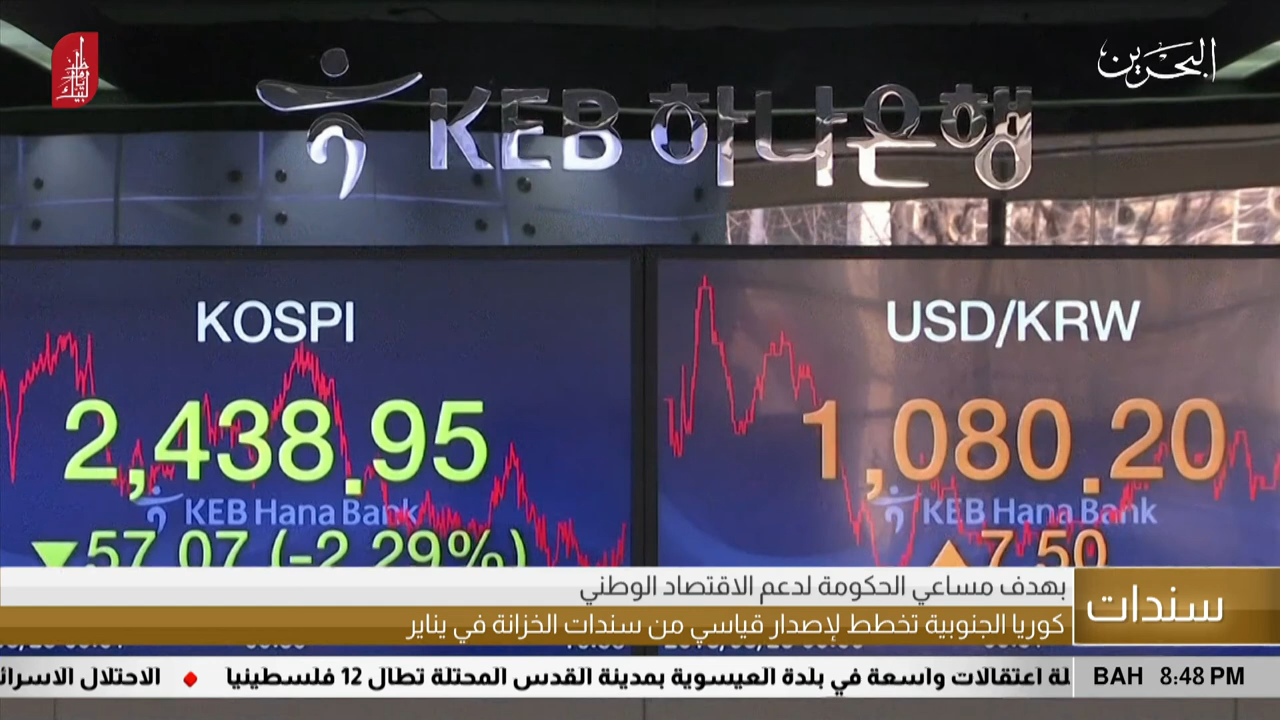 البحرين
KEB 하나은행
KOSPI
2,438.95
KEB Hana Bank
▼57.07 (-2.29%)
USD/KRW
1,080.20
KEB Hana Bank
▲7.50
سندات
بهدف مساعي الحكومة لدعم الاقتصاد الوطني
كوريا الجنوبية تخطط لإصدار قياسي من سندات الخزانة في يناير
BAH 8:48 PM
لة اعتقالات واسعة في بلدة العيسوية بمدينة القدس المحتلة تطال 12 فلسطينيا ♦ الاحتلال الاسرائ